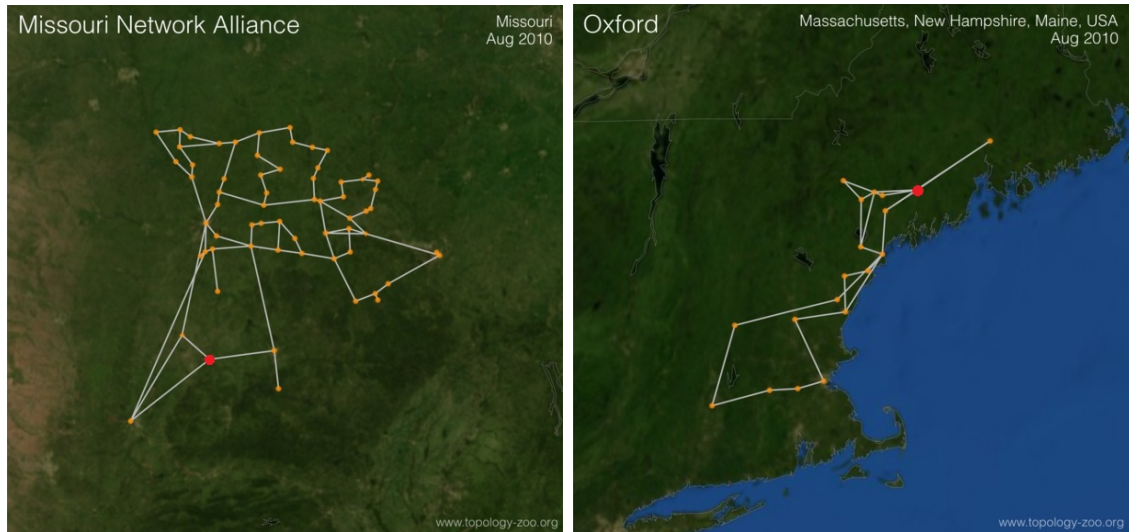 Missouri Network Alliance
Missouri
Aug 2010
www.topology-zoo.org
Oxford
Massachusetts, New Hampshire, Maine, USA
Aug 2010
www.topology-zoo.org